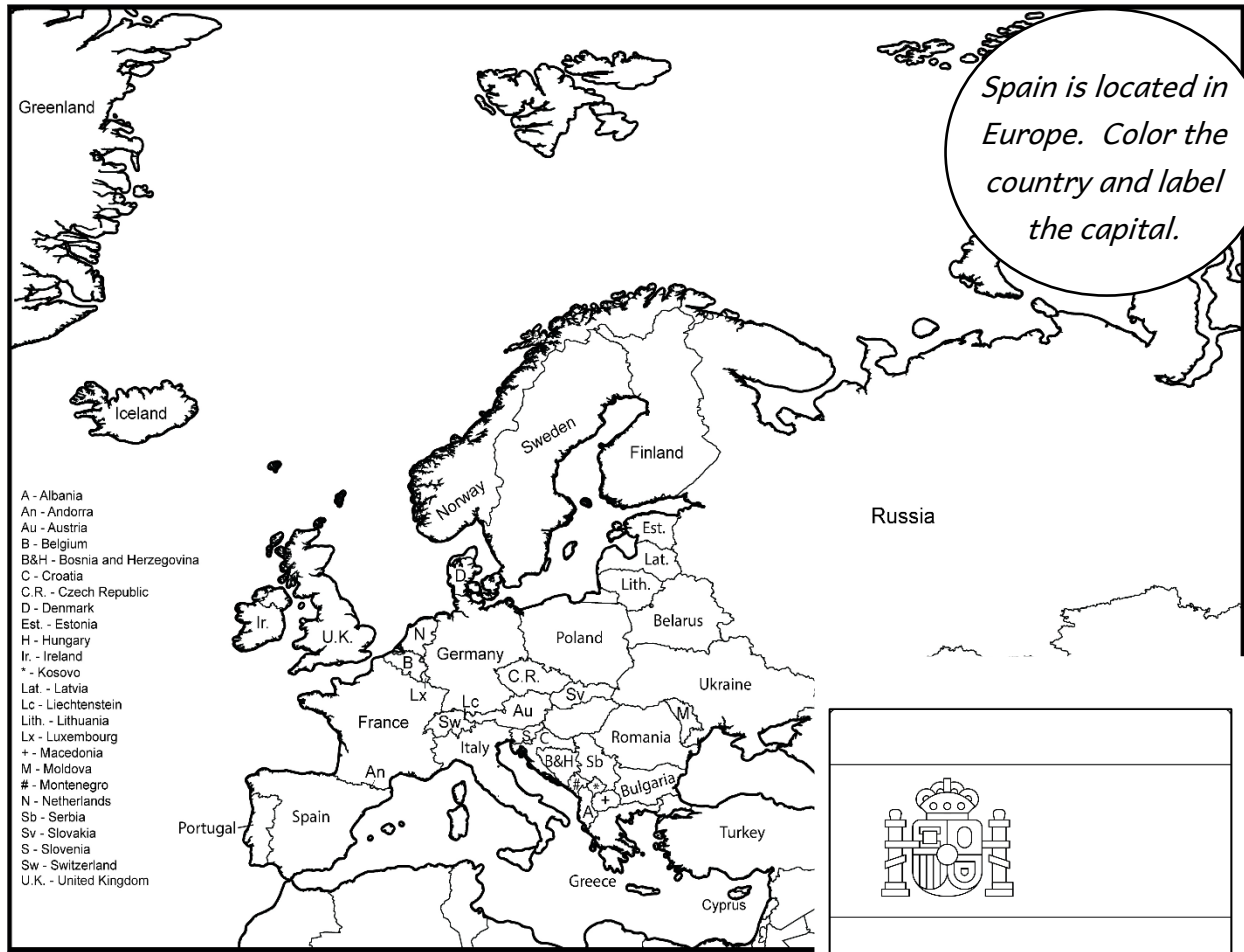 Spain is located in
Europe. Color the
country and label
the capital.
Greenland
Iceland
Norway
Sweden
Finland
Russia
A - Albania
An - Andorra
Au - Austria
B - Belgium
B&H - Bosnia and Herzegovina
C - Croatia
C.R. - Czech Republic
D - Denmark
Est. - Estonia
H - Hungary
Ir. - Ireland
* - Kosovo
Lat. - Latvia
Lc - Liechtenstein
Lith. - Lithuania
Lx - Luxembourg
+ - Macedonia
M - Moldova
# - Montenegro
N - Netherlands
Sb - Serbia
Sv - Slovakia
S - Slovenia
Sw - Switzerland
U.K. - United Kingdom
Est.
Lat.
Lith.
D
Ir.
U.K.
N
B
Lx
Germany
Poland
Belarus
C.R.
Sv
Ukraine
Lc
Au
France
Sw
Italy
S
C
B&H
Sb
Romania
M
An
#
*
+
A
Bulgaria
Portugal
Spain
Greece
Turkey
Cyprus